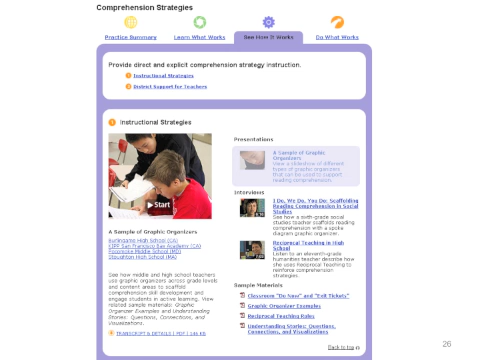 Comprehension Strategies
Practice Summary
Learn What Works
See How It Works
Do What Works
Provide direct and explicit comprehension strategy instruction.
1 Instructional Strategies
2 District Support for Teachers
1 Instructional Strategies
Start
A Sample of Graphic Organizers
Burlingame High School (CA)
KIPP San Francisco Bay Academy (CA)
Pocomoke Middle School (MD)
Stoughton High School (MA)
See how middle and high school teachers
use graphic organizers across grade levels
and content areas to scaffold
comprehension skill development and
engage students in active learning. View
related sample materials: Graphic
Organizer Examples and Understanding
Stories: Questions, Connections, and
Visualizations.
TRANSCRIPT & DETAILS | PDF | 146 KB
Presentations
A Sample of Graphic
Organizers
View a slideshow of different
types of graphic organizers
that can be used to support
reading comprehension.
Interviews
I Do, We Do, You Do: Scaffolding
Reading Comprehension in Social
Studies
See how a sixth-grade social
studies teacher scaffolds reading
comprehension with a spoke
diagram graphic organizer.
Reciprocal Teaching in High
School
Listen to an eleventh-grade
humanities teacher describe how
she uses Reciprocal Teaching to
reinforce comprehension
strategies
Sample Materials
Classroom "Do Now" and "Exit Tickets"
Graphic Organizer Examples
Reciprocal Teaching Roles
Understanding Stories: Questions,
Connections, and Visualizations
Back to top
26